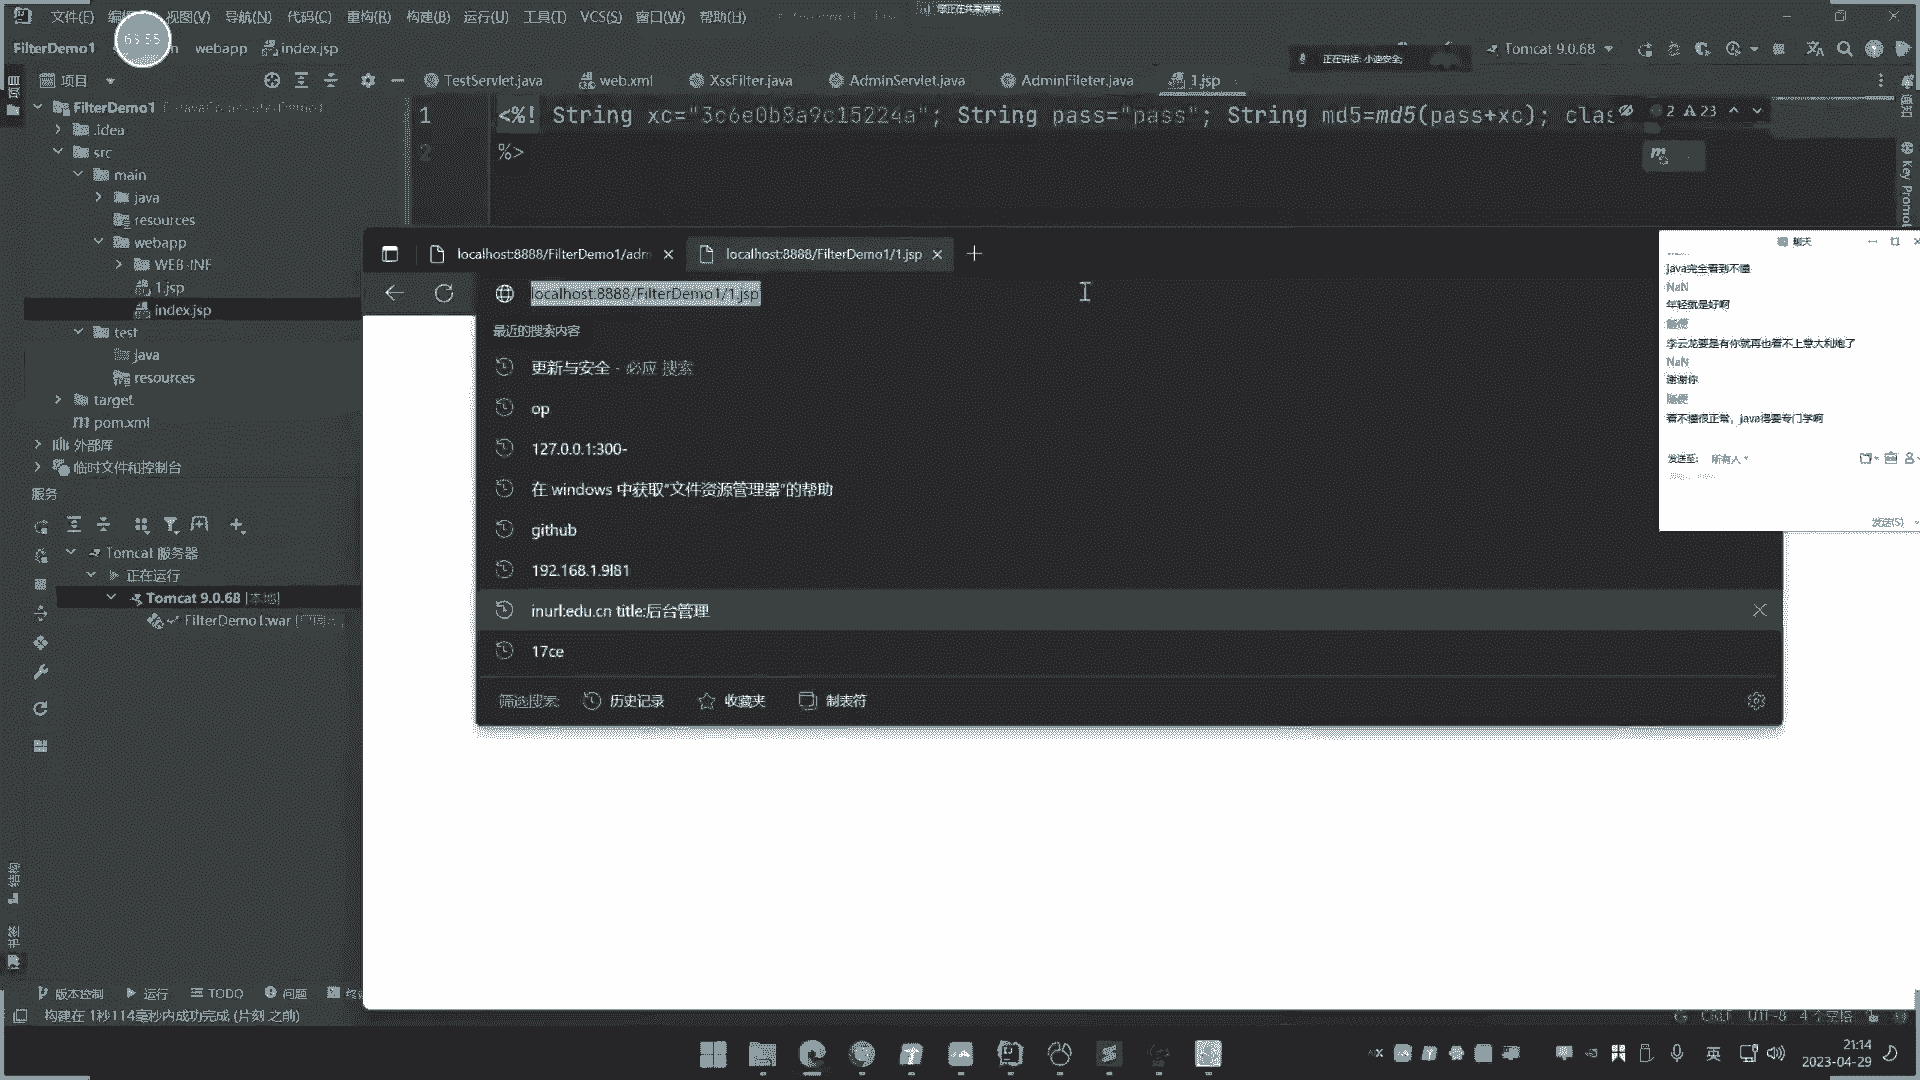 文件(F)
视图(V)
导航(N)
代码(C)
重构(R)
构建(B)
运行(U)
工具(T)
VCS(S)
窗口(W)
帮助(H)
FilterDemo1
webapp
index.jsp
正在讲话: 小迪安全;
Tomcat 9.0.68
项目
TestServlet.java
web.xml
XssFilter.java
AdminServlet.java
AdminFileter.java
1.jsp
FilterDemo1
.idea
src
main
java
resources
webapp
WEB-INF
1.jsp
index.jsp
test
java
resources
target
pom.xml
外部库
临时文件和控制台
1 <%! String xc="3c6e0b8a9c15224a"; String pass="pass"; String md5=md5(pass+xc); clas
2 23
2 %>
Key Promot
localhost:8888/FilterDemo1/adm
localhost:8888/FilterDemo1/1.jsp
localhost:8888/FilterDemo1/1.jsp
最近的搜索内容
更新与安全 - 必应 搜索
op
127.0.0.1:300-
在 windows 中获取"文件资源管理器"的帮助
github
192.168.1.9l81
inurl:edu.cn title:后台管理
17ce
筛选搜索:
历史记录
收藏夹
制表符
聊天
java完全看到不懂
NaN
年轻就是好啊
随便
李云龙要是有你就再也看不上意大利炮了
NaN
谢谢你
随便
看不懂很正常，java得要专门学啊
发送至:
所有人
发送(S)
服务
Tomcat 服务器
正在运行
Tomcat 9.0.68 [本地]
FilterDemo1:war
结构
书签
版本控制
运行
TODO
问题
构建在 1秒114毫秒内成功完成 (片刻 之前)
CRLF
UTF-8
4 个空格
英
21:14
2023-04-29